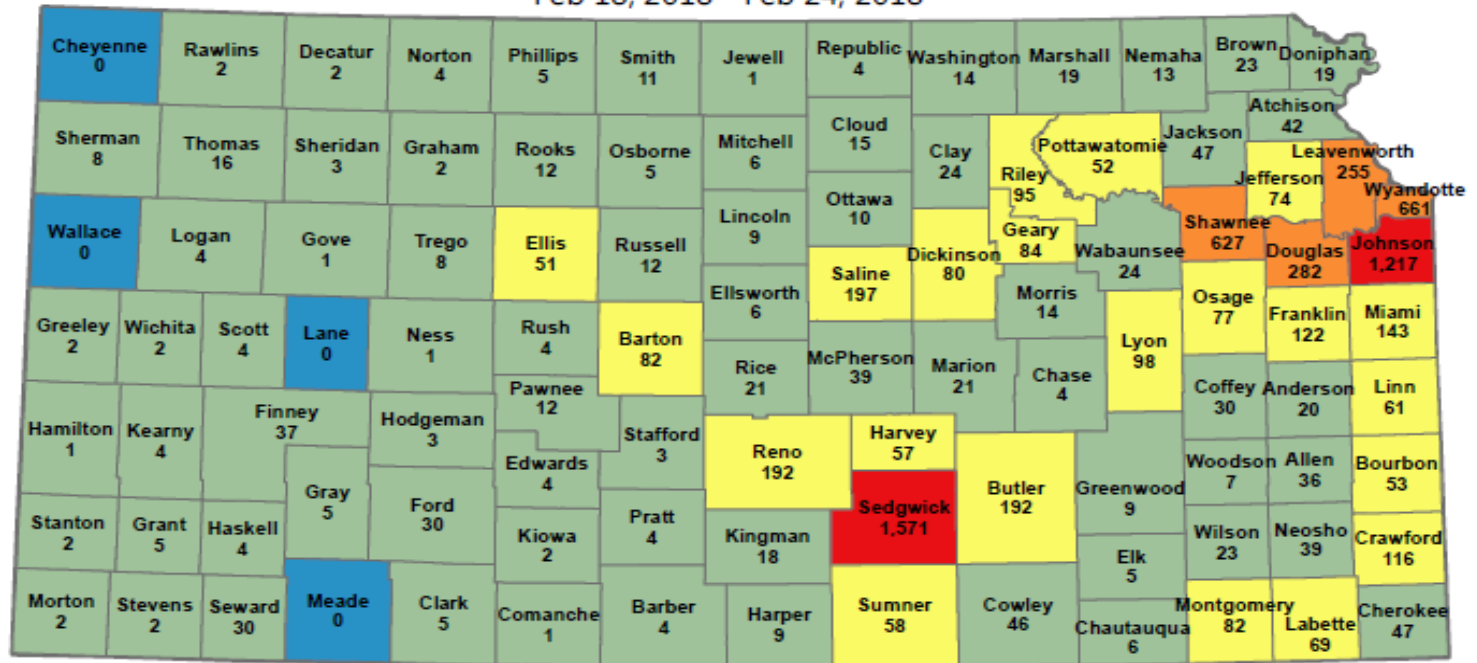 Feb 18, 2018 - Feb 24, 2018
Cheyenne
0
Rawlins
2
Decatur
2
Norton
4
Phillips
5
Smith
11
Jewell
1
Republic
4
Washington
14
Marshall
19
Nemaha
13
Brown
23
Doniphan
19
Sherman
8
Thomas
16
Sheridan
3
Graham
2
Rooks
12
Osborne
5
Mitchell
6
Cloud
15
Clay
24
Riley
95
Pottawatomie
52
Jackson
47
Atchison
42
Leavenworth
255
Jefferson
74
Wyandotte
661
Wallace
0
Logan
4
Gove
1
Trego
8
Ellis
51
Russell
12
Lincoln
9
Ottawa
10
Saline
197
Dickinson
80
Geary
84
Wabaunsee
24
Shawnee
627
Douglas
282
Johnson
1,217
Greeley
2
Wichita
2
Scott
4
Lane
0
Ness
1
Rush
4
Barton
82
Ellsworth
6
Rice
21
McPherson
39
Marion
21
Morris
14
Chase
4
Lyon
98
Osage
77
Franklin
122
Miami
143
Coffey
30
Anderson
20
Linn
61
Hamilton
1
Kearny
4
Finney
37
Hodgeman
3
Pawnee
12
Stafford
3
Edwards
4
Reno
192
Harvey
57
Gray
5
Ford
30
Kiowa
2
Pratt
4
Kingman
18
Sedgwick
1,571
Butler
192
Greenwood
9
Woodson
7
Allen
36
Bourbon
53
Stanton
2
Grant
5
Haskell
4
Elk
5
Wilson
23
Neosho
39
Crawford
116
Morton
2
Stevens
2
Seward
30
Meade
0
Clark
5
Comanche
1
Barber
4
Harper
9
Sumner
58
Cowley
46
Chautauqua
6
Montgomery
82
Labette
69
Cherokee
47